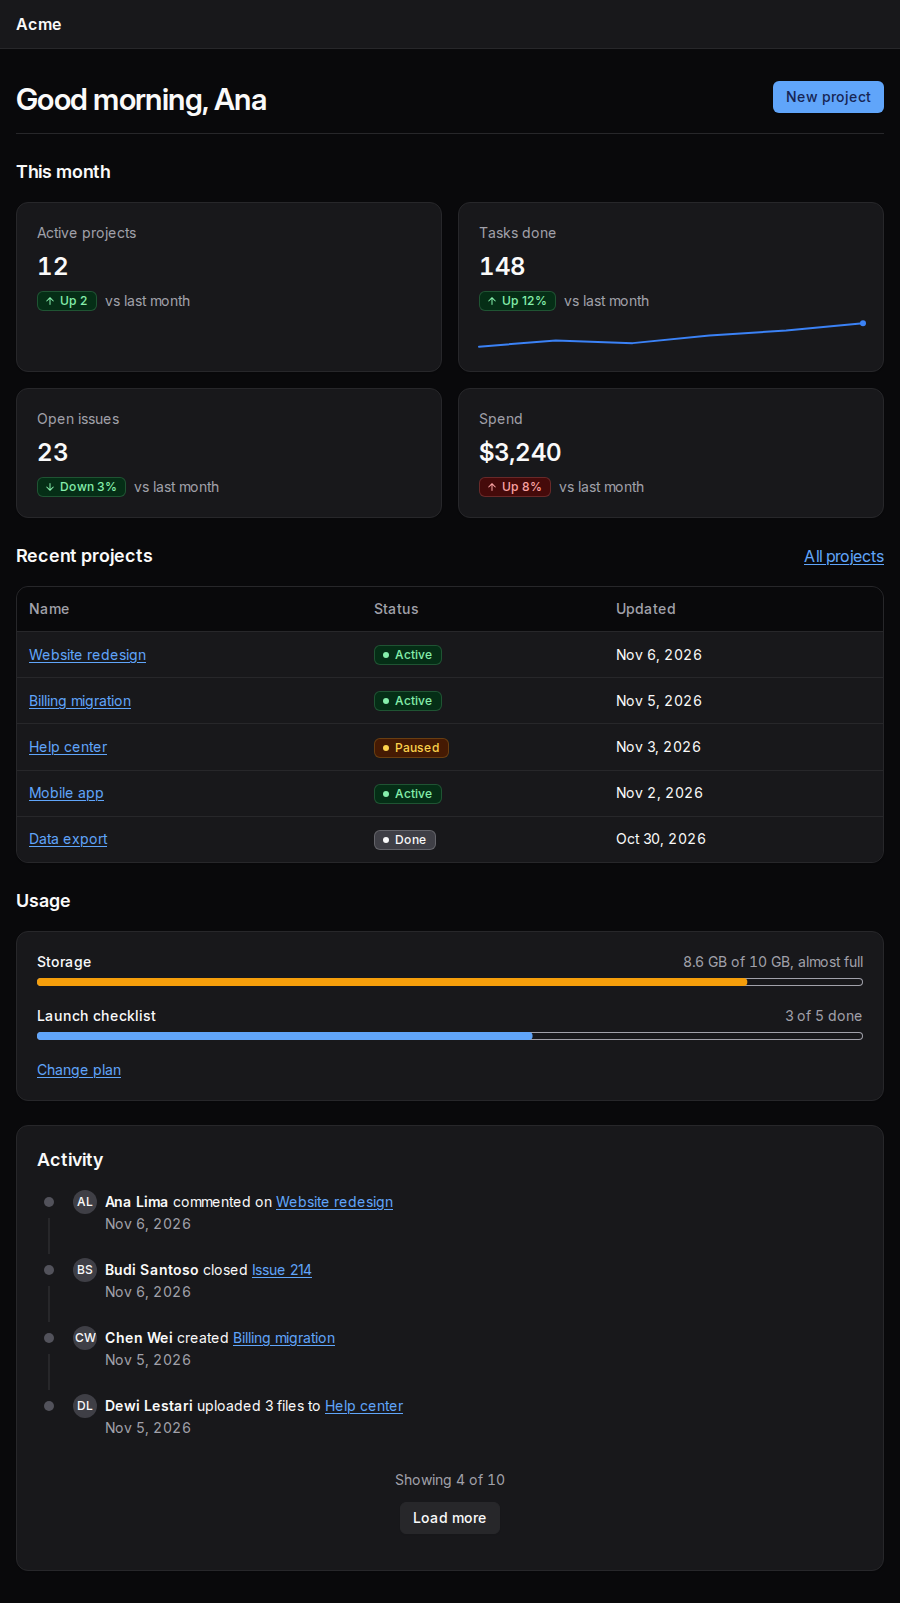 Acme
Good morning, Ana
New project
This month
Active projects
12
↑ Up 2 vs last month
Tasks done
148
↑ Up 12% vs last month
Open issues
23
↓ Down 3% vs last month
Spend
$3,240
↑ Up 8% vs last month
Recent projects
All projects
Name Status Updated
Website redesign Active Nov 6, 2026
Billing migration Active Nov 5, 2026
Help center Paused Nov 3, 2026
Mobile app Active Nov 2, 2026
Data export Done Oct 30, 2026
Usage
Storage 8.6 GB of 10 GB, almost full
Launch checklist 3 of 5 done
Change plan
Activity
AL Ana Lima commented on Website redesign
Nov 6, 2026
BS Budi Santoso closed Issue 214
Nov 6, 2026
CW Chen Wei created Billing migration
Nov 5, 2026
DL Dewi Lestari uploaded 3 files to Help center
Nov 5, 2026
Showing 4 of 10
Load more